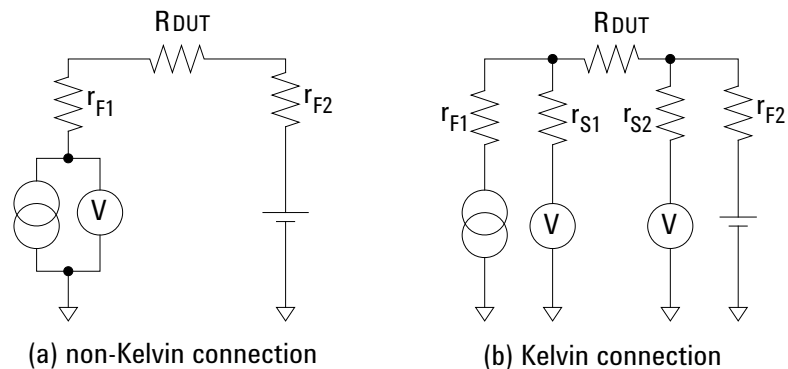 RDUT
rF1
rF2
V
(a) non-Kelvin connection
RDUT
rF1
rS1
rS2
rF2
V
V
(b) Kelvin connection